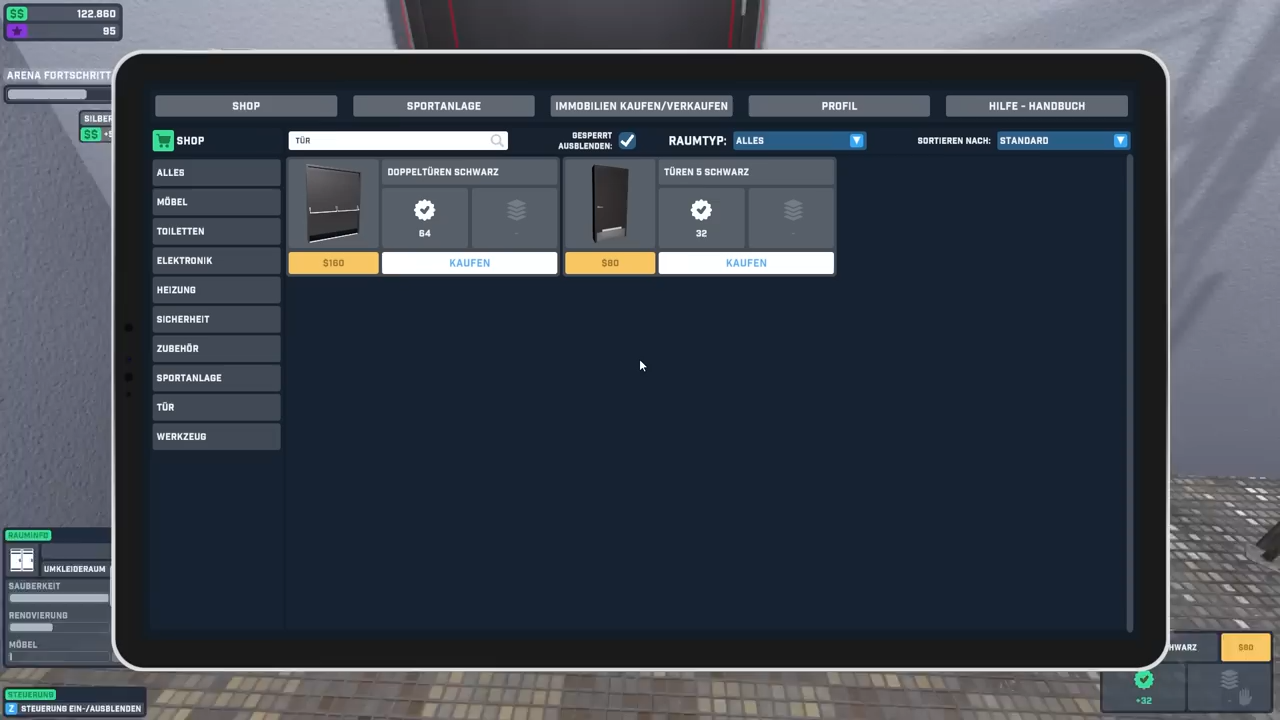 $$ 122.860
95
ARENA FORTSCHRITT
SILBER
$$ +5
SHOP
SPORTANLAGE
IMMOBILIEN KAUFEN/VERKAUFEN
PROFIL
HILFE - HANDBUCH
SHOP
TÜR
GESPERRT AUSBLENDEN:
RAUMTYP: ALLES
SORTIEREN NACH: STANDARD
ALLES
MÖBEL
TOILETTEN
ELEKTRONIK
HEIZUNG
SICHERHEIT
ZUBEHÖR
SPORTANLAGE
TÜR
WERKZEUG
DOPPELTÜREN SCHWARZ
64
-
$160
KAUFEN
TÜREN 5 SCHWARZ
32
-
$80
KAUFEN
RAUMINFO
UMKLEIDERAUM
SAUBERKEIT
RENOVIERUNG
MÖBEL
STEUERUNG
Z STEUERUNG EIN-/AUSBLENDEN
HWARZ
$80
+32
-